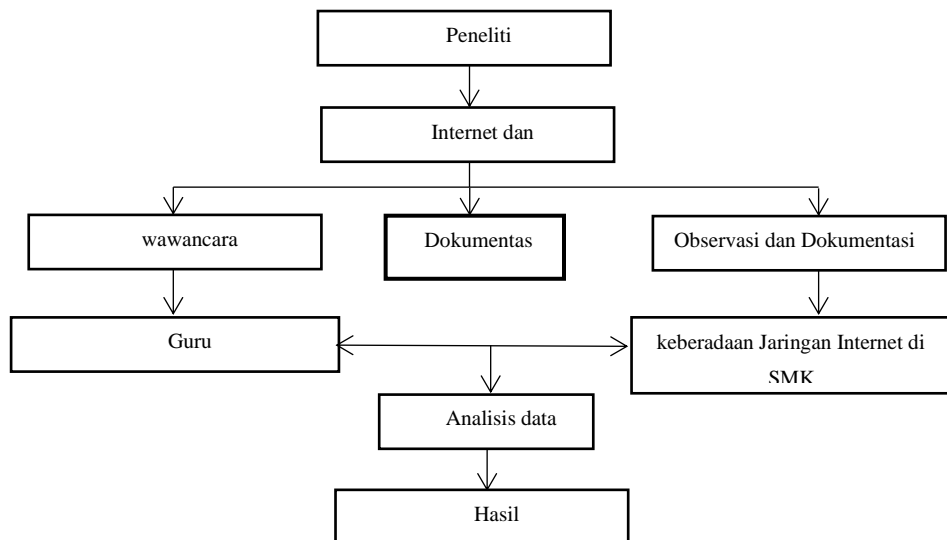 Peneliti
Internet dan
wawancara
Dokumentas
Observasi dan Dokumentasi
Guru
keberadaan Jaringan Internet di
SMK
Analisis data
Hasil